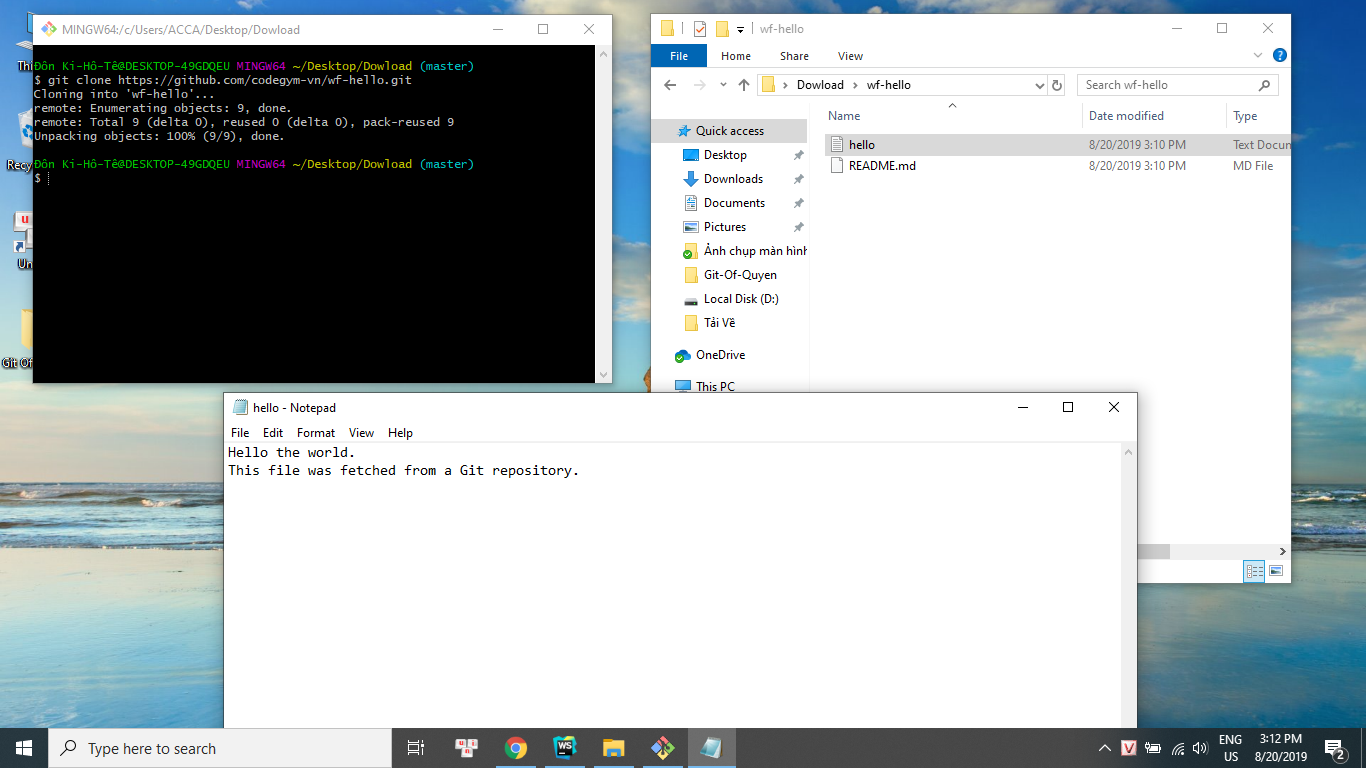 MINGW64:/c/Users/ACCA/Desktop/Dowload
Đôn Ki-Hô-Tê@DESKTOP-49GDQEU MINGW64 ~/Desktop/Dowload (master)
$ git clone https://github.com/codegym-vn/wf-hello.git
Cloning into 'wf-hello'...
remote: Enumerating objects: 9, done.
remote: Total 9 (delta 0), reused 0 (delta 0), pack-reused 9
Unpacking objects: 100% (9/9), done.
Đôn Ki-Hô-Tê@DESKTOP-49GDQEU MINGW64 ~/Desktop/Dowload (master)
$
wf-hello
File Home Share View
Dowload › wf-hello
Search wf-hello
Name Date modified Type
hello 8/20/2019 3:10 PM Text Docun
README.md 8/20/2019 3:10 PM MD File
Quick access
Desktop
Downloads
Documents
Pictures
Ảnh chụp màn hình
Git-Of-Quyen
Local Disk (D:)
Tải Về
OneDrive
This PC
Thi
Recyc
Un
Git Of
hello - Notepad
File Edit Format View Help
Hello the world.
This file was fetched from a Git repository.
Type here to search
WS
V
ENG
US
3:12 PM
8/20/2019
2